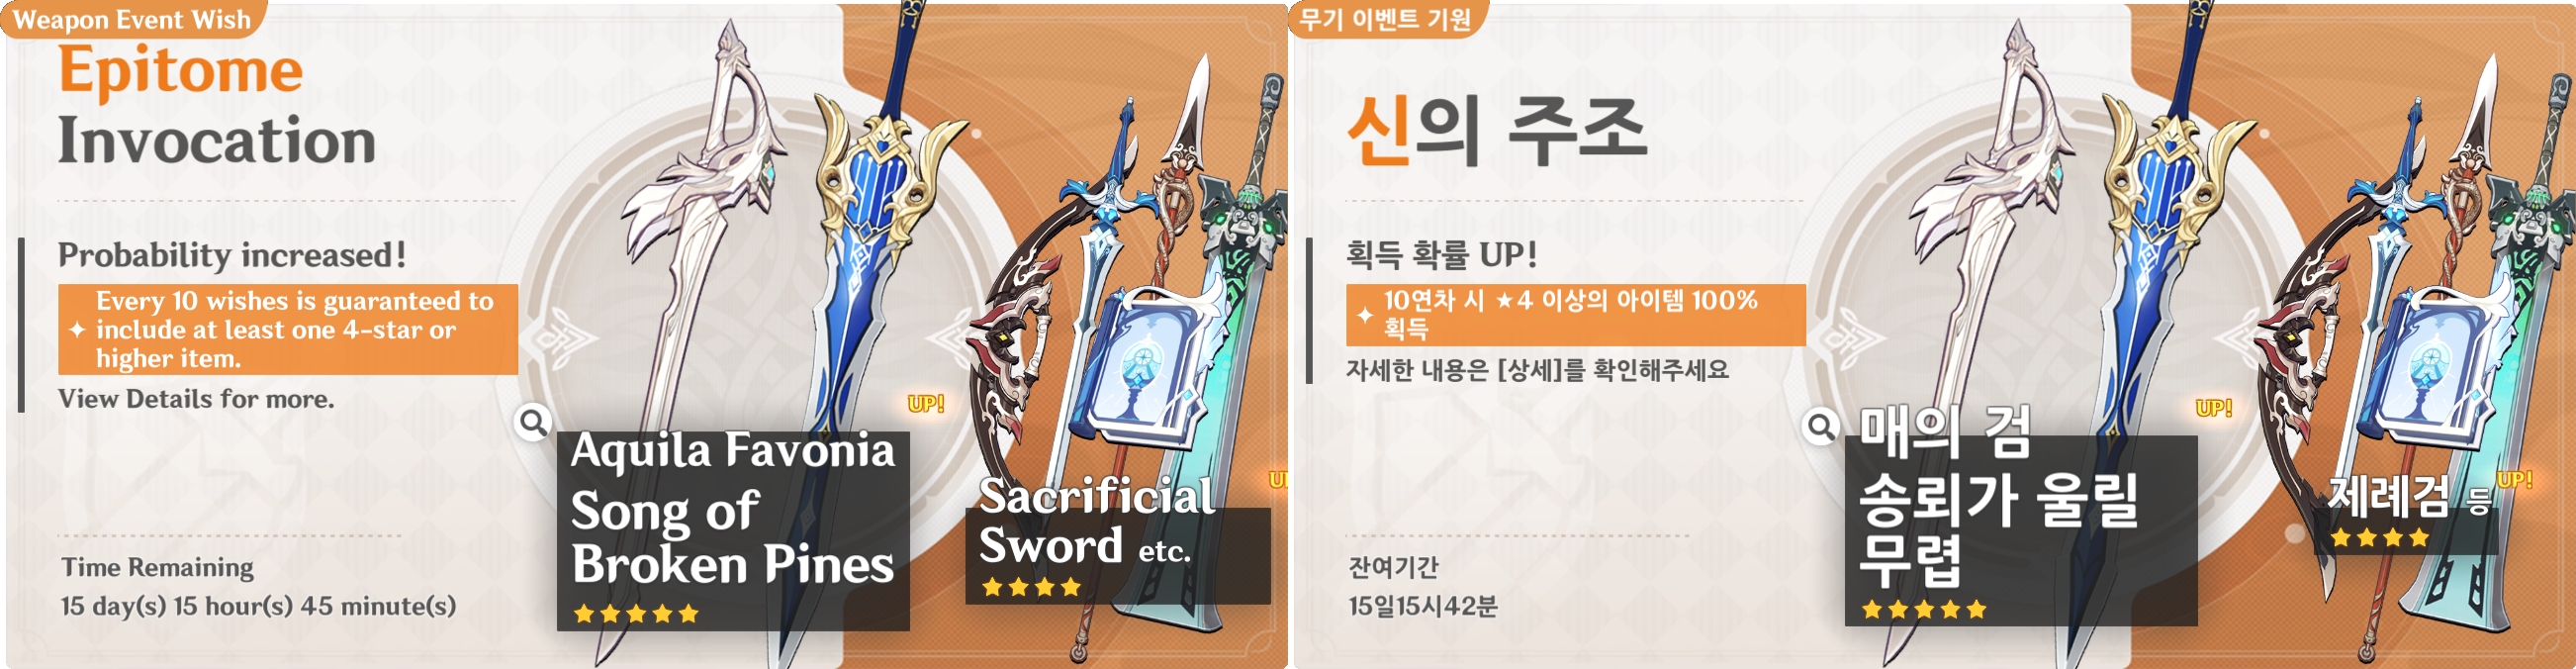 Weapon Event Wish
Epitome
Invocation
Probability increased!
Every 10 wishes is guaranteed to
include at least one 4-star or
higher item.
View Details for more.
Time Remaining
15 day(s) 15 hour(s) 45 minute(s)
UP!
Aquila Favonia
Song of
Broken Pines
Sacrificial
Sword etc.
무기 이벤트 기원
신의 주조
획득 확률 UP!
10연차 시 ★4 이상의 아이템 100%
획득
자세한 내용은 [상세]를 확인해주세요
잔여기간
15일15시42분
UP!
매의 검
송뢰가 울릴
무렵
UP!
제례검 등